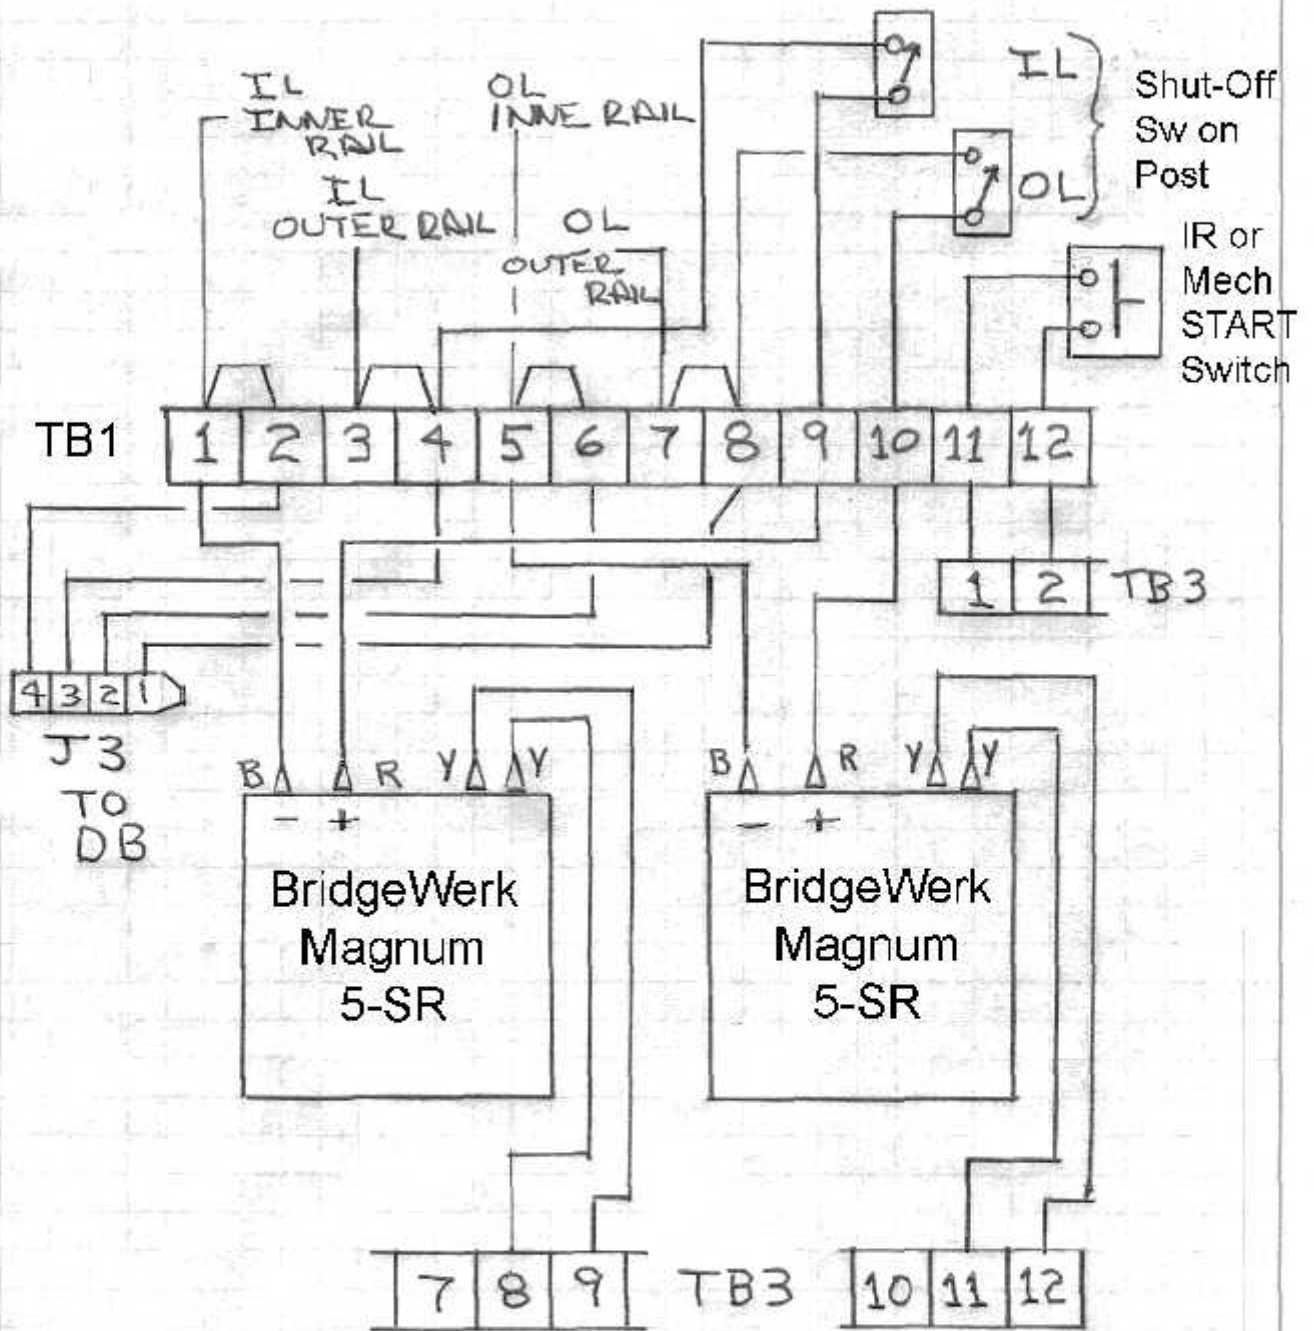 IL
INNER
RAIL
OL
INNE RAIL
IL
OUTER RAIL
OL
OUTER
RAIL
IL
OL
Shut-Off
Sw on
Post
IR or
Mech
START
Switch
TB1
1 2 3 4 5 6 7 8 9 10 11 12
1 2 TB3
4 3 2 1
J3
TO
DB
B R Y Y
- +
BridgeWerk
Magnum
5-SR
B R Y Y
- +
BridgeWerk
Magnum
5-SR
7 8 9 TB3 10 11 12